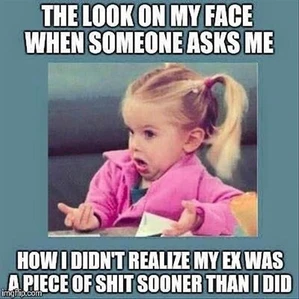 THE LOOK ON MY FACE
WHEN SOMEONE ASKS ME
HOW I DIDN'T REALIZE MY EX WAS
A PIECE OF SHIT SOONER THAN I DID
imgflip.com